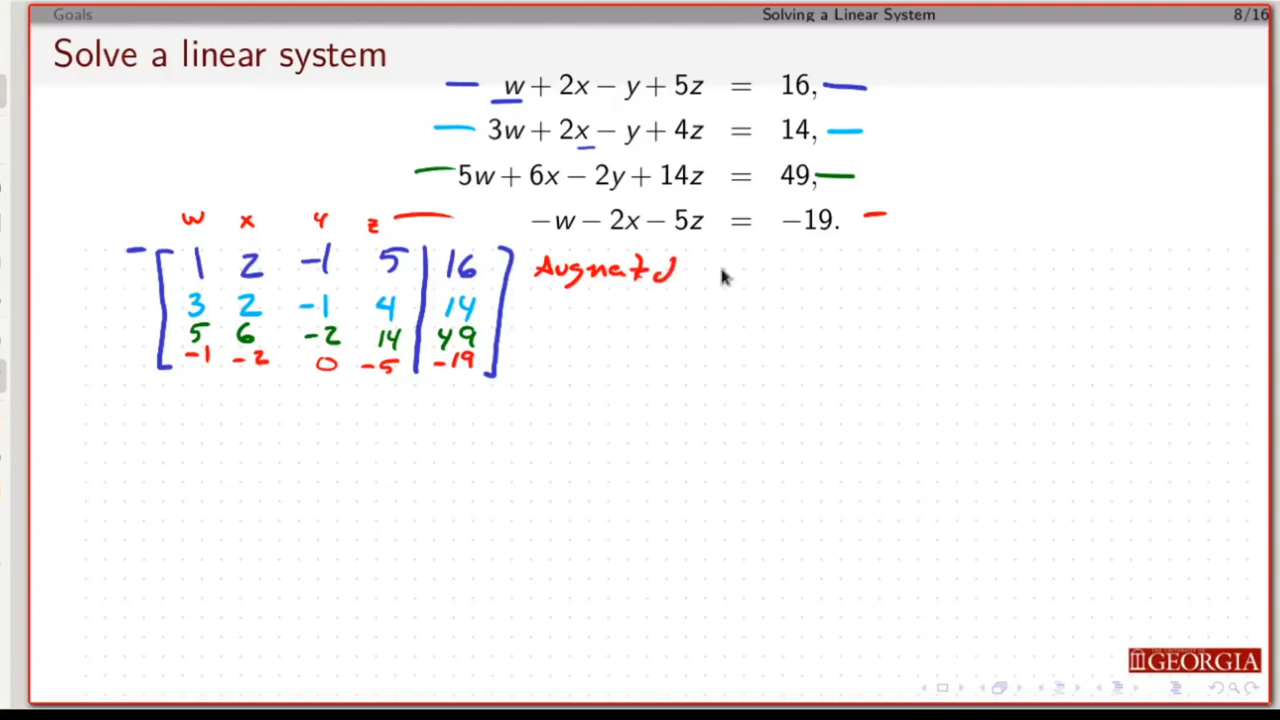 Goals
Solving a Linear System
8/16
Solve a linear system
w + 2x − y + 5z = 16,
3w + 2x − y + 4z = 14,
5w + 6x − 2y + 14z = 49,
−w − 2x − 5z = −19.
w x y z
1 2 -1 5 | 16
3 2 -1 4 | 14
5 6 -2 14 | 49
-1 -2 0 -5 | -19
Augmatd
GEORGIA